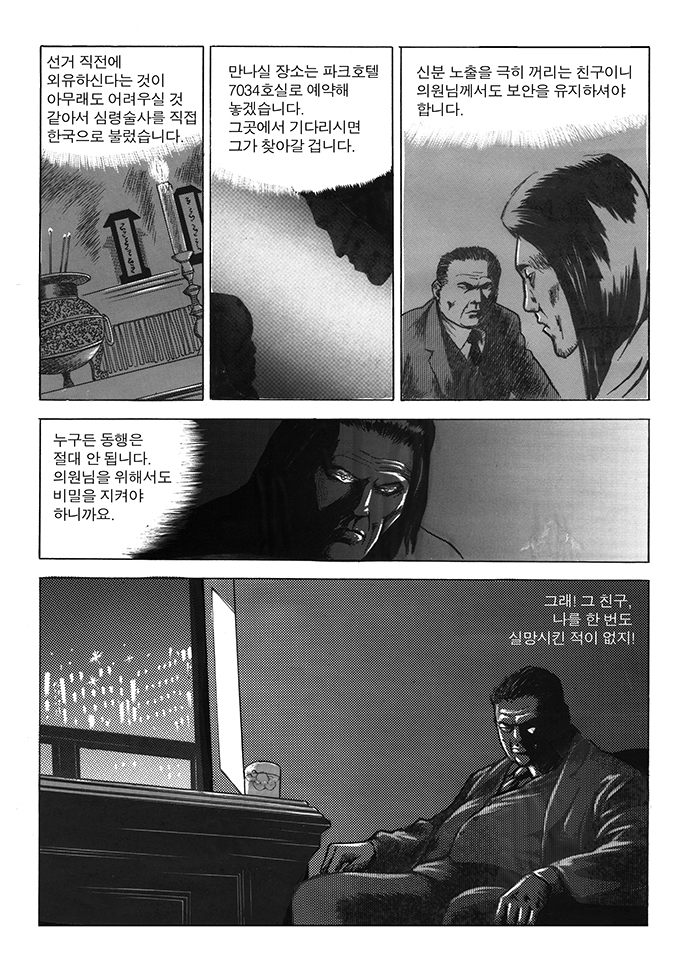 선거 직전에
외유하신다는 것이
아무래도 어려우실 것
같아서 심령술사를 직접
한국으로 불렀습니다.
만나실 장소는 파크호텔
7034호실로 예약해
놓겠습니다.
그곳에서 기다리시면
그가 찾아갈 겁니다.
신분 노출을 극히 꺼리는 친구이니
의원님께서도 보안을 유지하셔야
합니다.
누구든 동행은
절대 안 됩니다.
의원님을 위해서도
비밀을 지켜야
하니까요.
그래! 그 친구,
나를 한 번도
실망시킨 적이 없지!